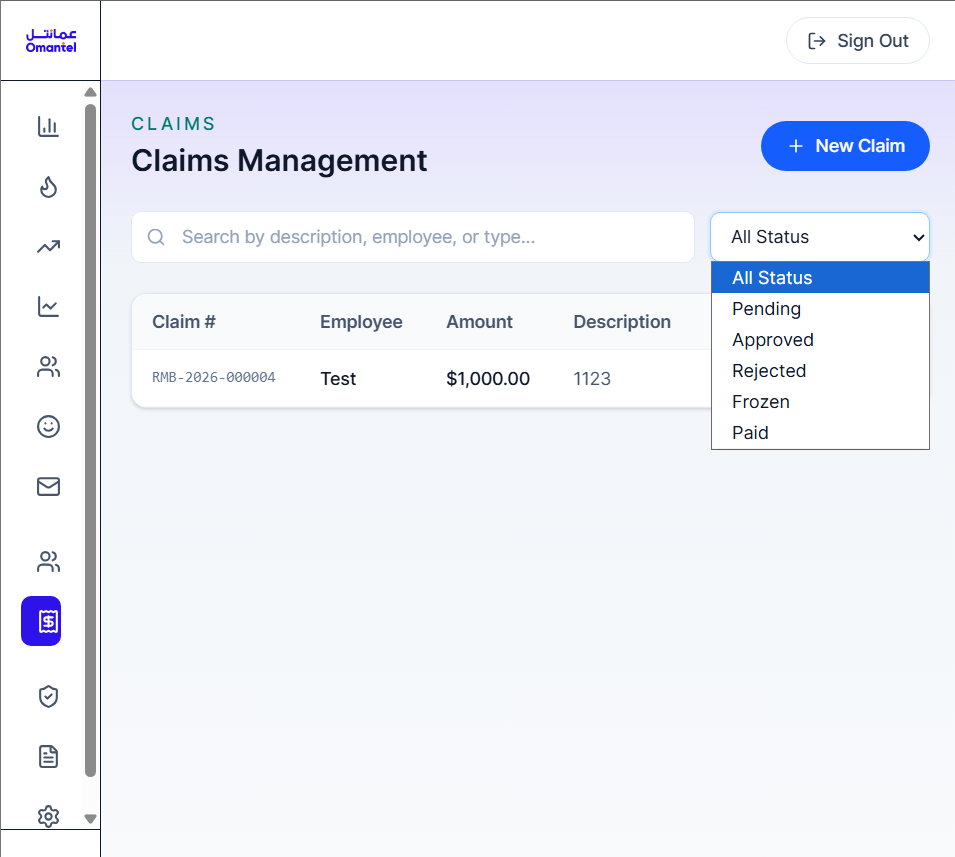 عمانتل
Omantel
Sign Out
CLAIMS
Claims Management
+ New Claim
Search by description, employee, or type...
All Status
All Status
Pending
Approved
Rejected
Frozen
Paid
Claim # Employee Amount Description
RMB-2026-000004 Test $1,000.00 1123